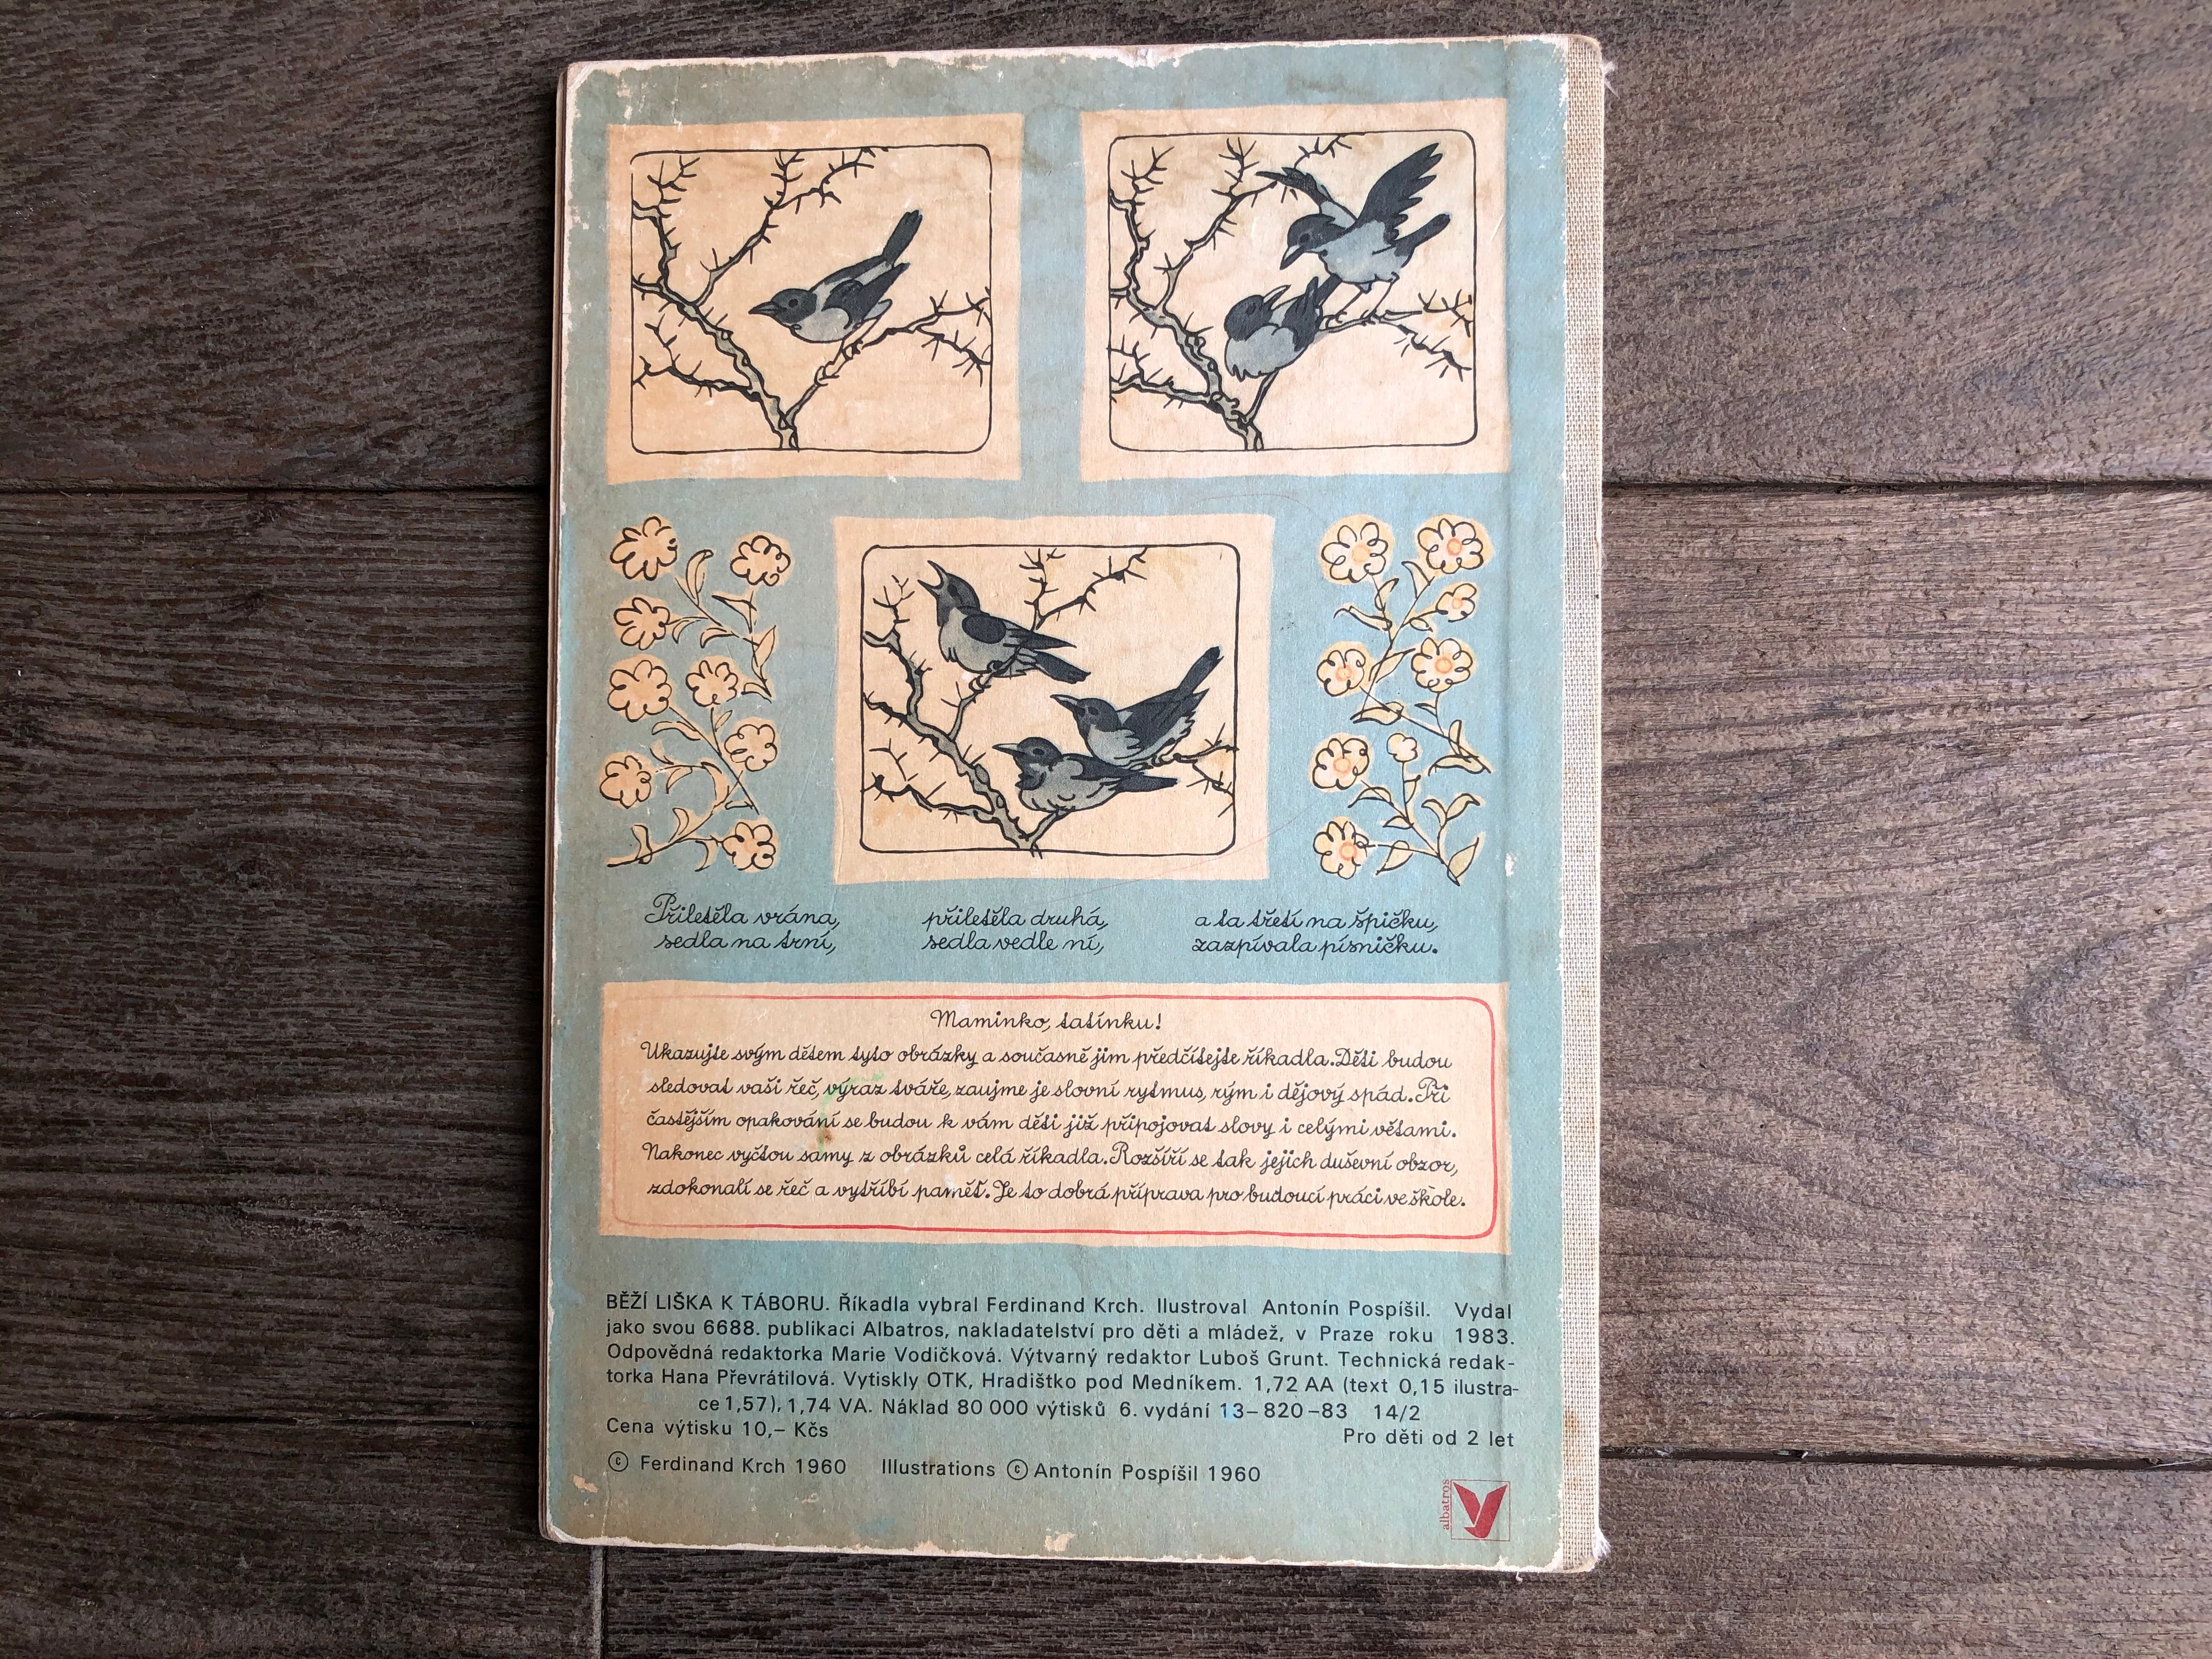 Přiletěla vrána,
sedla na trní,
přiletěla druhá,
sedla vedle ní,
a ta třetí na špičku,
zazpívala písničku.
Maminko, tatínku!
Ukazujte svým dětem tyto obrázky a současně jim předčítejte říkadla. Děti budou
sledovat vaši řeč, výraz tváře, zaujme je slovní rytmus, rým i dějový spád. Při
častějším opakování se budou k vám děti již připojovat slovy i celými větami.
Nakonec vyčtou samy z obrázků celá říkadla. Rozšíří se tak jejich duševní obzor,
zdokonalí se řeč a vytříbí paměť. Je to dobrá příprava pro budoucí práci ve škole.
BĚŽÍ LIŠKA K TÁBORU. Říkadla vybral Ferdinand Krch. Ilustroval Antonín Pospíšil. Vydal
jako svou 6688. publikaci Albatros, nakladatelství pro děti a mládež, v Praze roku 1983.
Odpovědná redaktorka Marie Vodičková. Výtvarný redaktor Luboš Grunt. Technická redak-
torka Hana Převrátilová. Vytiskly OTK, Hradištko pod Medníkem. 1,72 AA (text 0,15 ilustra-
ce 1,57), 1,74 VA. Náklad 80 000 výtisků 6. vydání 13–820–83 14/2
Cena výtisku 10,– Kčs
Pro děti od 2 let
© Ferdinand Krch 1960 Illustrations © Antonín Pospíšil 1960
albatros